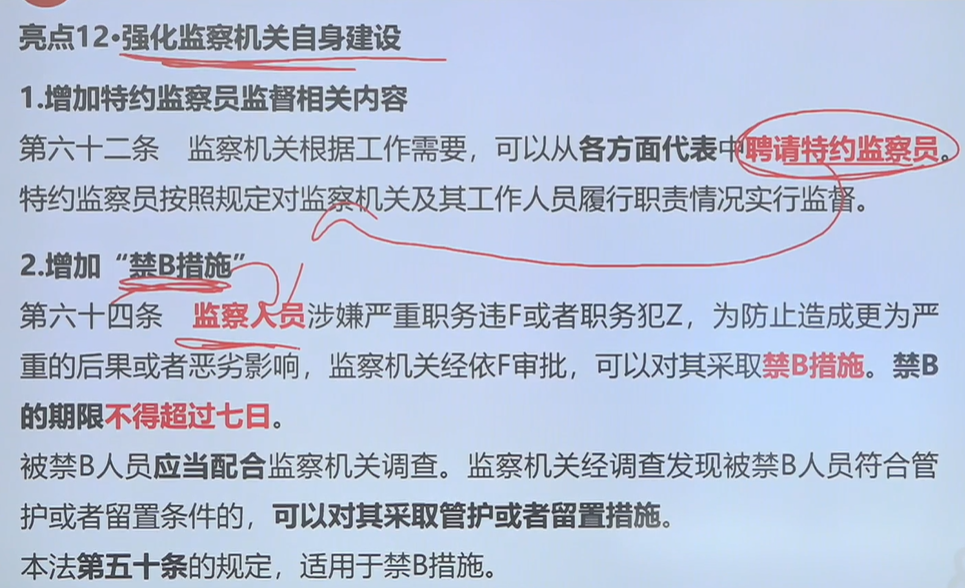 亮点12·强化监察机关自身建设
1.增加特约监察员监督相关内容
第六十二条 监察机关根据工作需要，可以从各方面代表中聘请特约监察员。
特约监察员按照规定对监察机关及其工作人员履行职责情况实行监督。
2.增加“禁B措施”
第六十四条 监察人员涉嫌严重职务违F或者职务犯Z，为防止造成更为严
重的后果或者恶劣影响，监察机关经依F审批，可以对其采取禁B措施。禁B
的期限不得超过七日。
被禁B人员应当配合监察机关调查。监察机关经调查发现被禁B人员符合管
护或者留置条件的，可以对其采取管护或者留置措施。
本法第五十条的规定，适用于禁B措施。